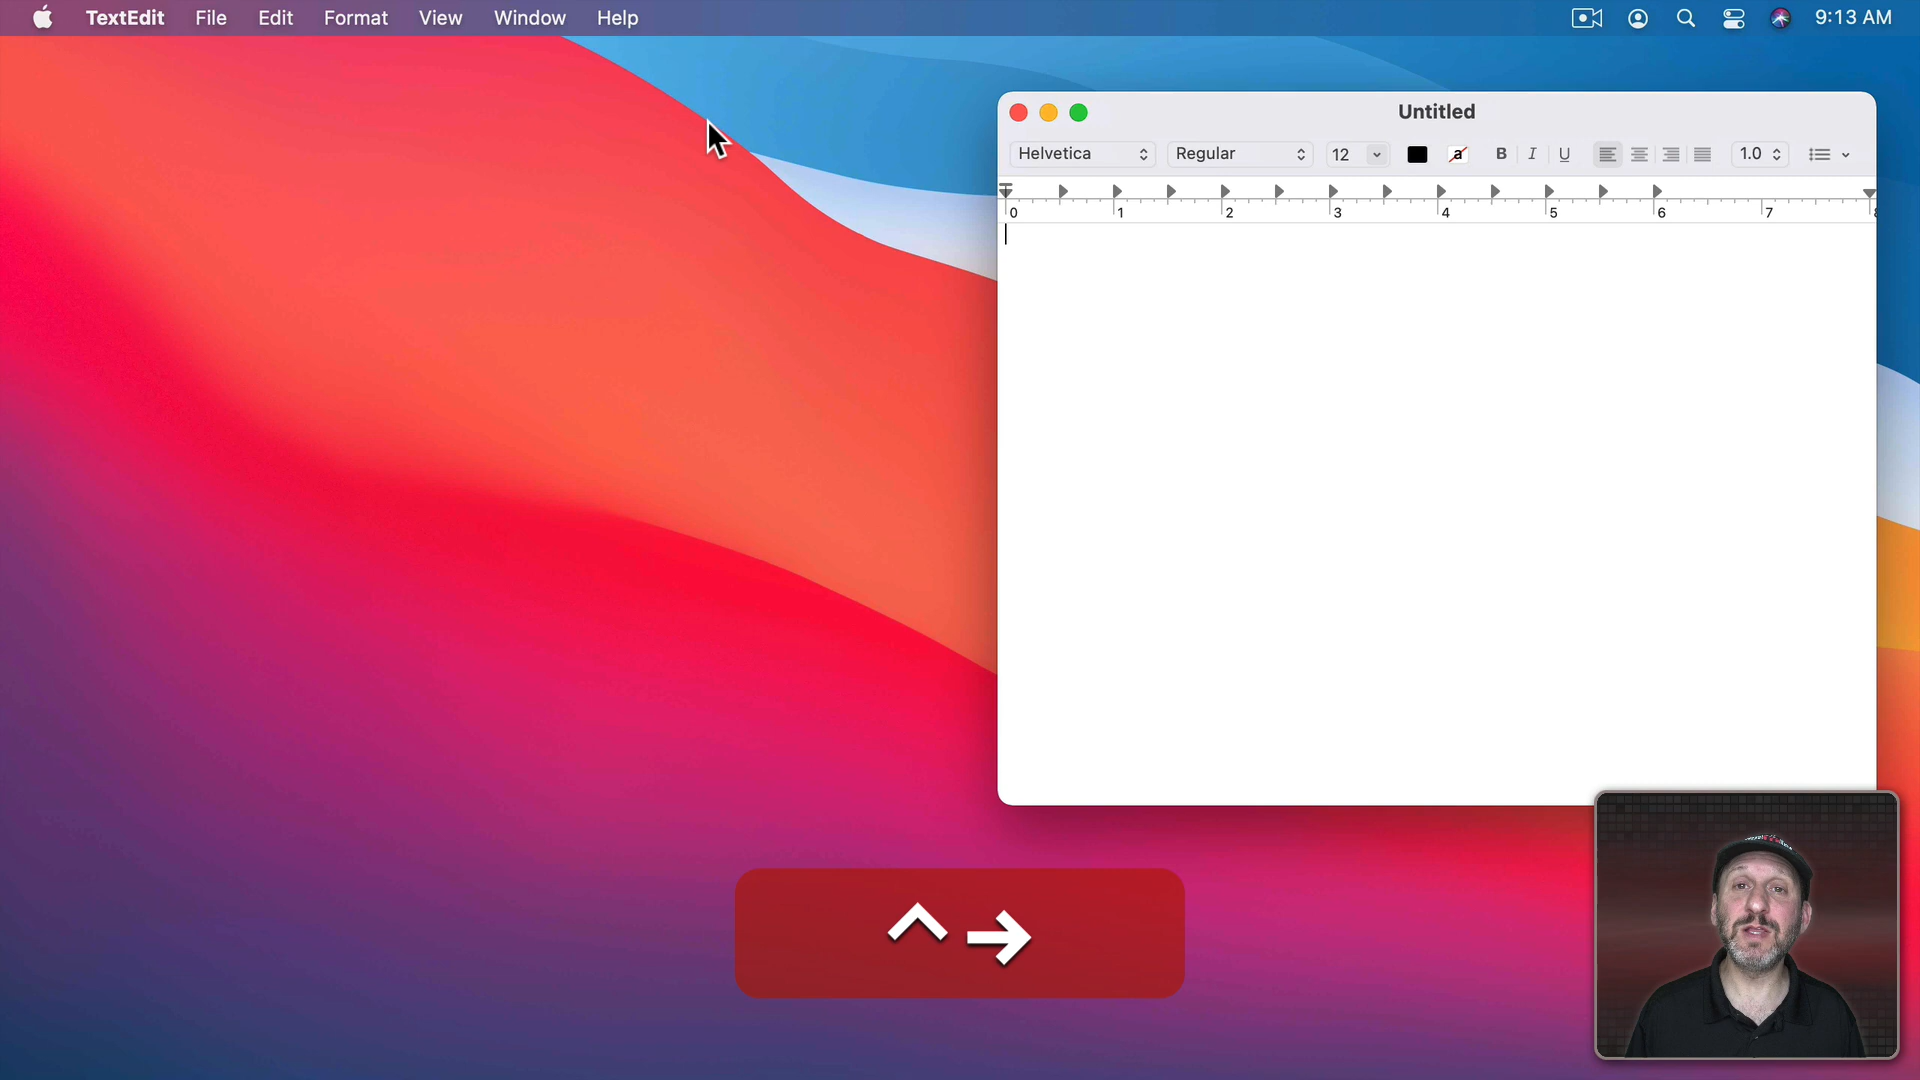 TextEdit File Edit Format View Window Help 9:13 AM
Untitled
Helvetica Regular 12 a B I U 1.0
0 1 2 3 4 5 6 7